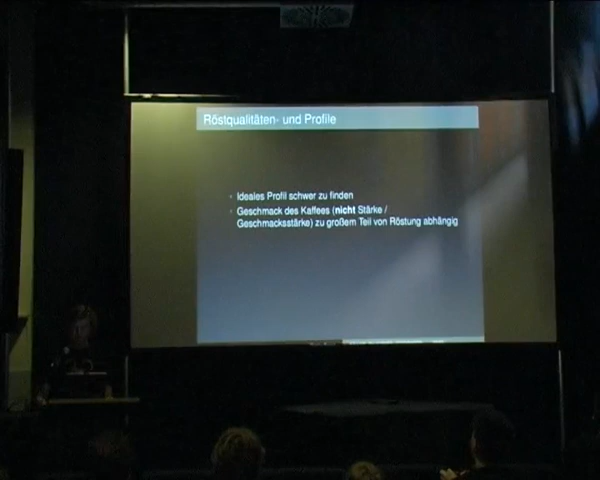 Röstqualitäten- und Profile
Ideales Profil schwer zu finden
Geschmack des Kaffees (nicht Stärke /
Geschmacksstärke) zu großem Teil von Röstung abhängig